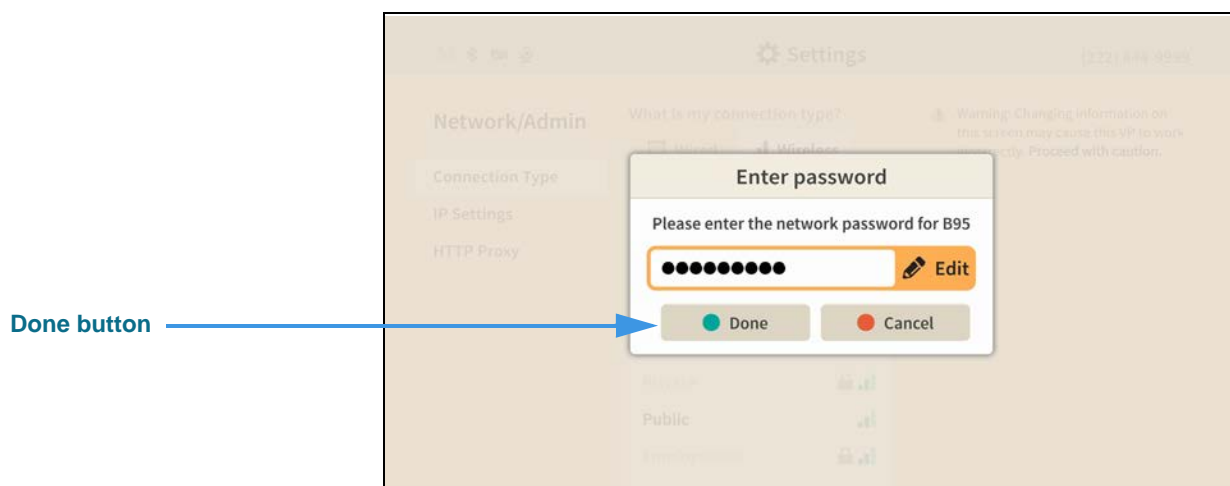 Settings
Network/Admin
What is my connection type?
Warning: Changing information on
this screen may cause this VP to work
Wired
Wireless
incorrectly. Proceed with caution.
Enter password
Connection Type
IP Settings
Please enter the network password for B95
HTTP Proxy
Edit
Done button
Done
Cancel
Public